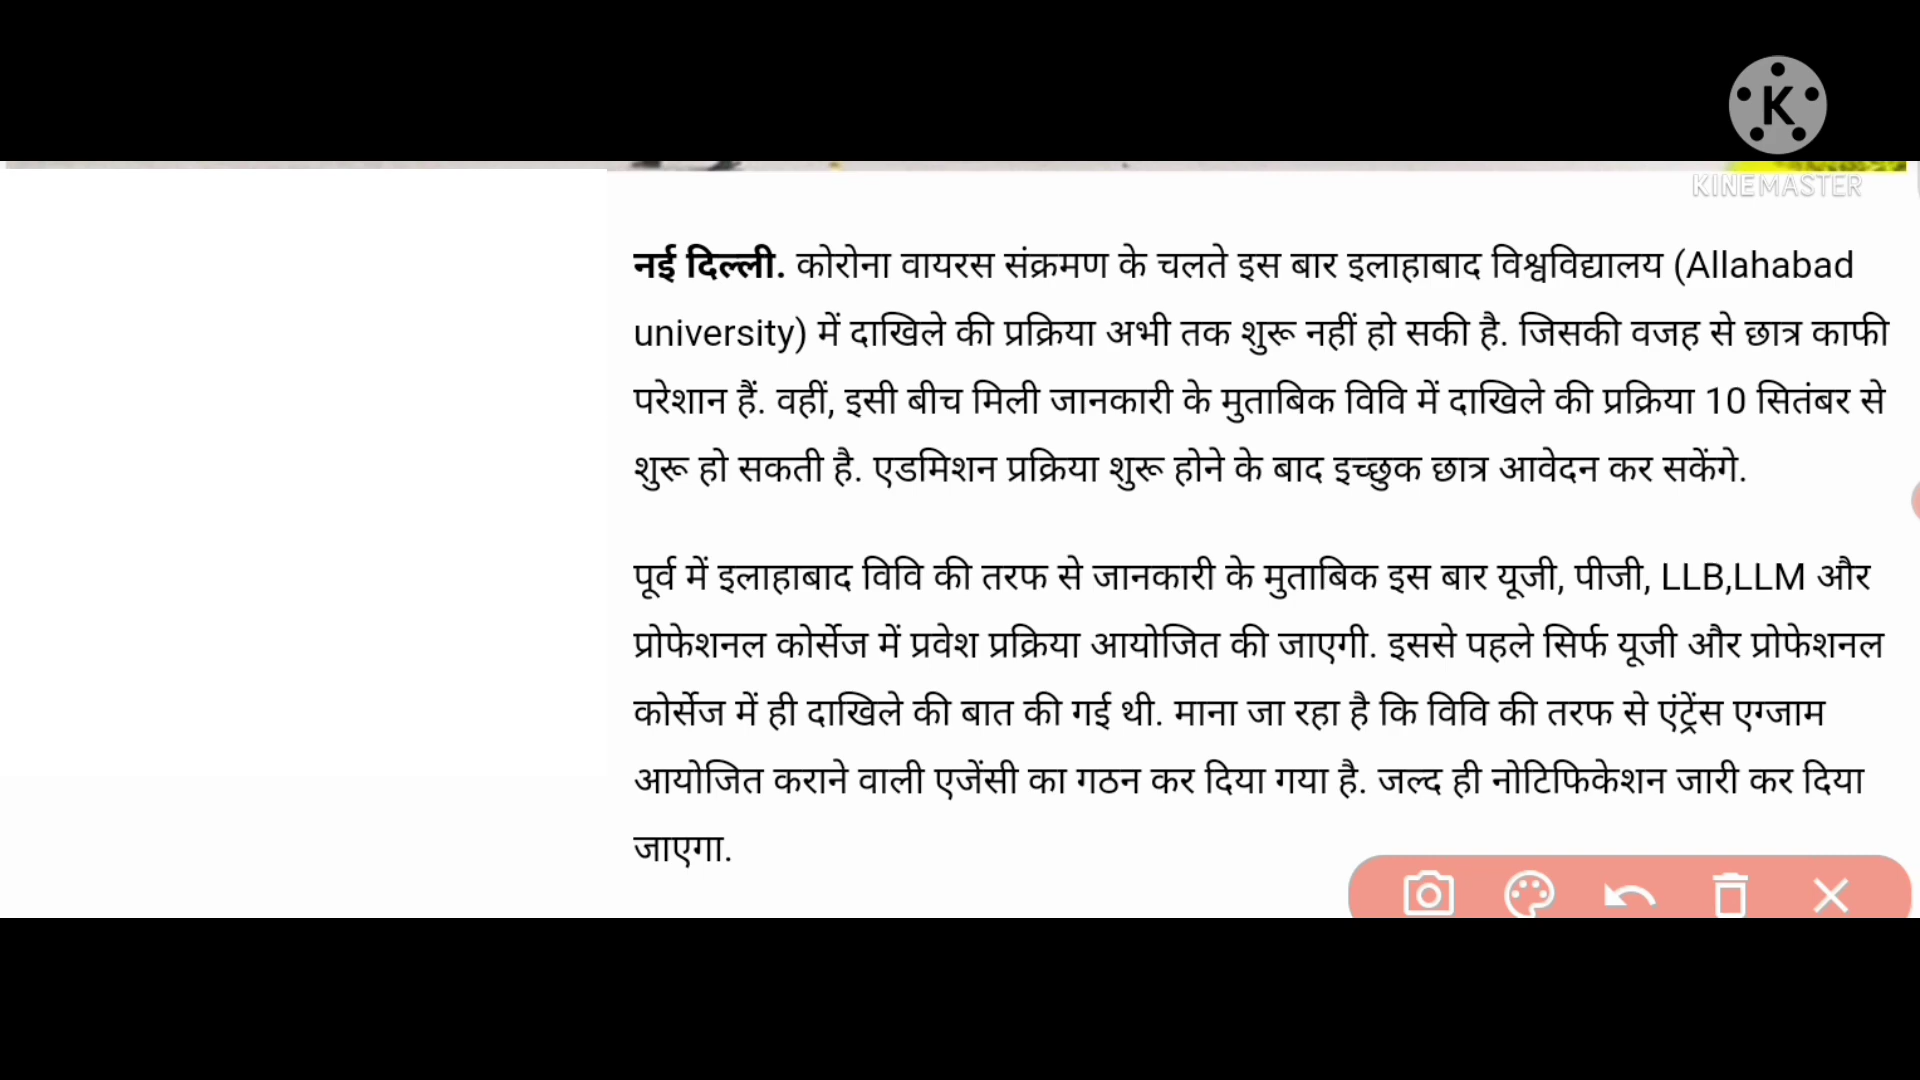 K
KINEMASTER
नई दिल्ली. कोरोना वायरस संक्रमण के चलते इस बार इलाहाबाद विश्वविद्यालय (Allahabad
university) में दाखिले की प्रक्रिया अभी तक शुरू नहीं हो सकी है. जिसकी वजह से छात्र काफी
परेशान हैं. वहीं, इसी बीच मिली जानकारी के मुताबिक विवि में दाखिले की प्रक्रिया 10 सितंबर से
शुरू हो सकती है. एडमिशन प्रक्रिया शुरू होने के बाद इच्छुक छात्र आवेदन कर सकेंगे.
पूर्व में इलाहाबाद विवि की तरफ से जानकारी के मुताबिक इस बार यूजी, पीजी, LLB,LLM और
प्रोफेशनल कोर्सेज में प्रवेश प्रक्रिया आयोजित की जाएगी. इससे पहले सिर्फ यूजी और प्रोफेशनल
कोर्सेज में ही दाखिले की बात की गई थी. माना जा रहा है कि विवि की तरफ से एंट्रेंस एग्जाम
आयोजित कराने वाली एजेंसी का गठन कर दिया गया है. जल्द ही नोटिफिकेशन जारी कर दिया
जाएगा.